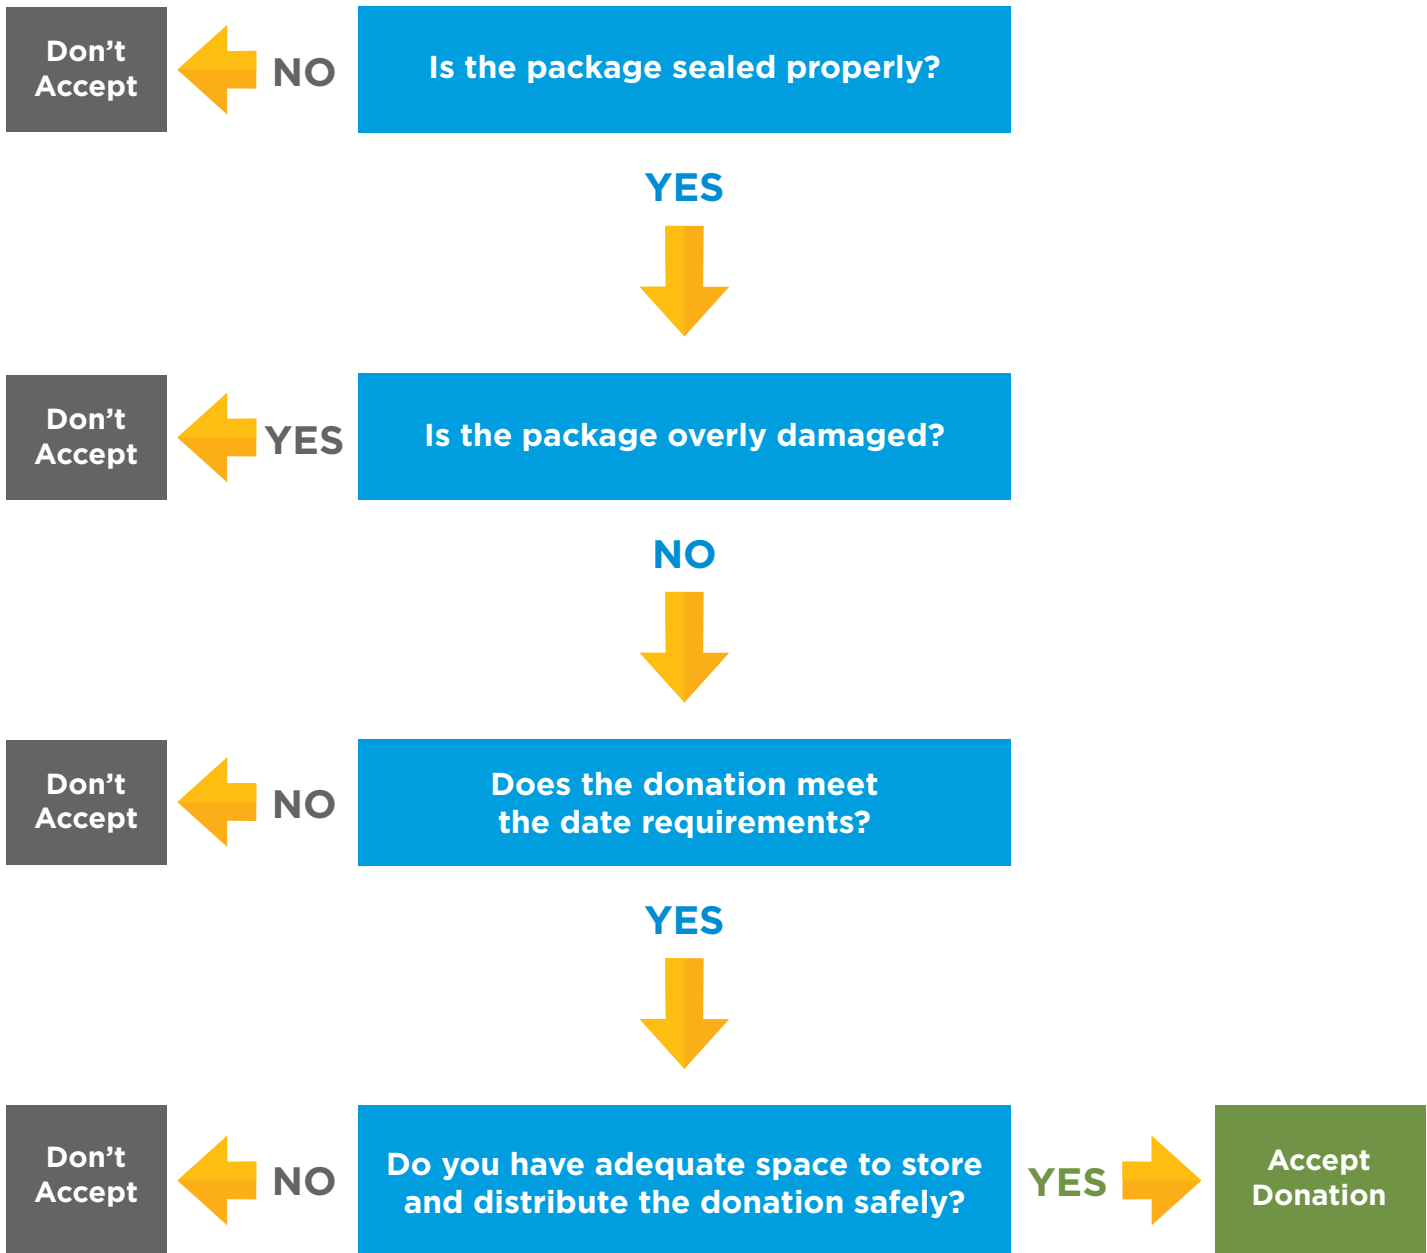 Don’t
Accept
NO
Is the package sealed properly?
YES
Don’t
Accept
YES
Is the package overly damaged?
NO
Don’t
Accept
NO
Does the donation meet
the date requirements?
YES
Don’t
Accept
NO
Do you have adequate space to store
and distribute the donation safely?
YES
Accept
Donation